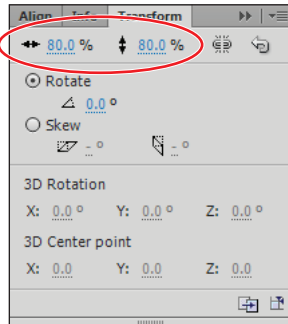 Align Info Transform
80.0 % 80.0 %
Rotate
0.0 °
Skew
- ° - °
3D Rotation
X: 0.0 ° Y: 0.0 ° Z: 0.0 °
3D Center point
X: 0.0 Y: 0.0 Z: 0.0